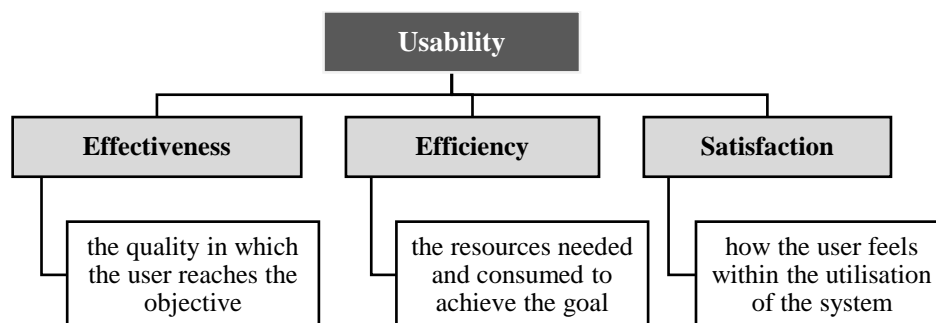 Usability
Effectiveness
Efficiency
Satisfaction
the quality in which
the user reaches the
objective
the resources needed
and consumed to
achieve the goal
how the user feels
within the utilisation
of the system